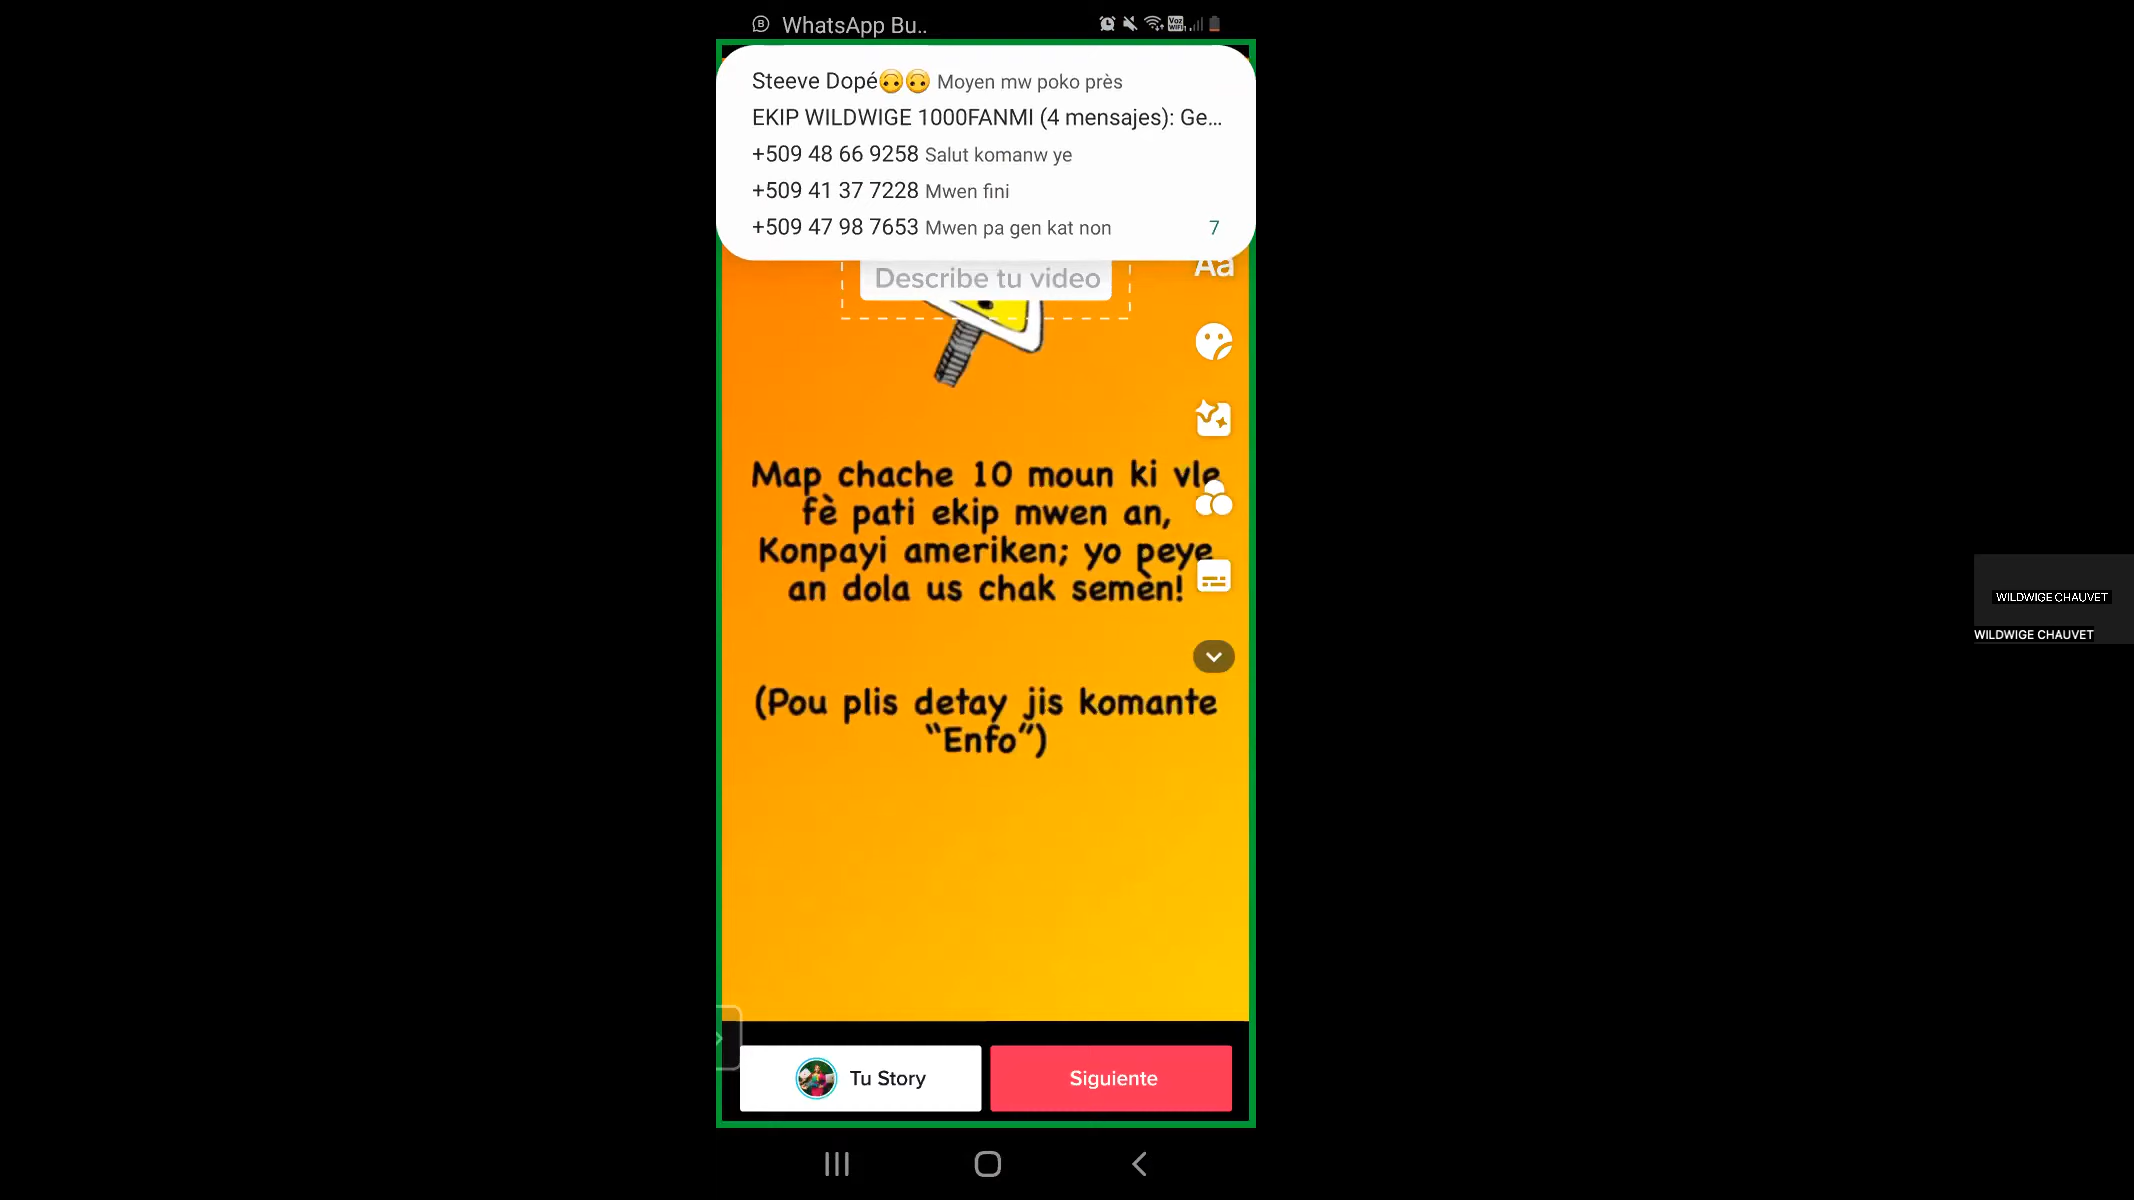 WhatsApp Bu..
Steeve Dopé🙃🙃 Moyen mw poko près
EKIP WILDWIGE 1000FANMI (4 mensajes): Ge...
+509 48 66 9258 Salut komanw ye
+509 41 37 7228 Mwen fini
+509 47 98 7653 Mwen pa gen kat non 7
Aa
Describe tu video
Map chache 10 moun ki vle
fè pati ekip mwen an,
Konpayi ameriken; yo peye
an dola us chak semèn!
(Pou plis detay jis komante
“Enfo”)
Tu Story
Siguiente
WILDWIGE CHAUVET
WILDWIGE CHAUVET